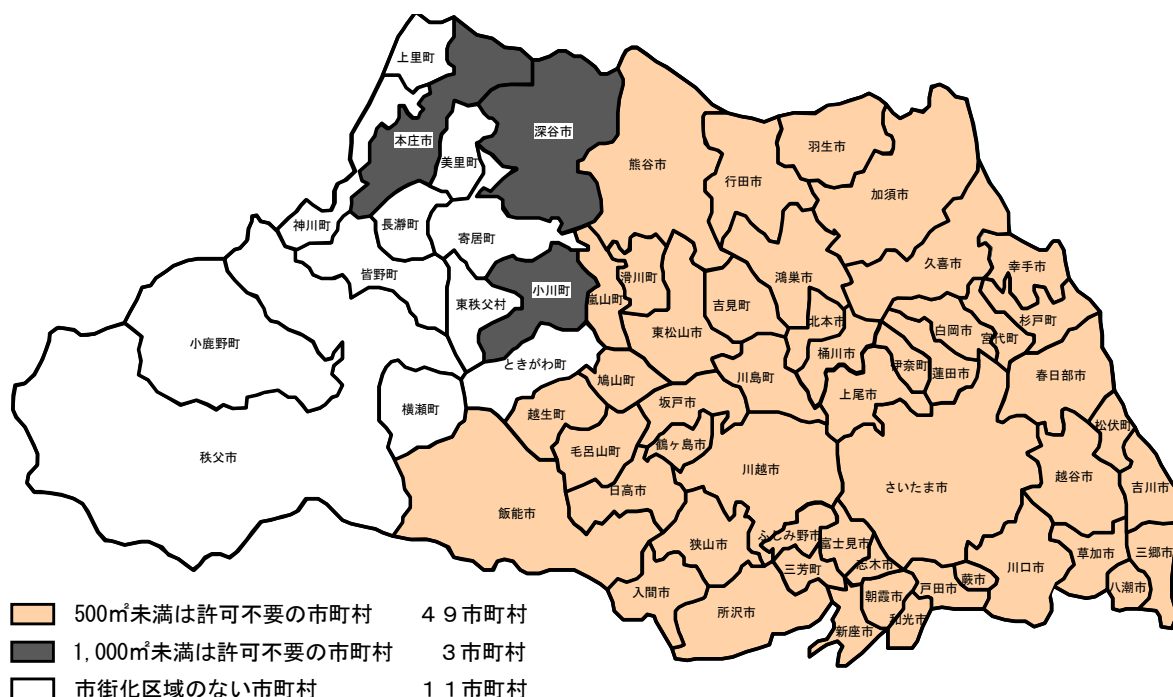 上里町
本庄市
深谷市
美里町
熊谷市
羽生市
行田市
加須市
神川町
長瀞町
寄居町
皆野町
久喜市
幸手市
滑川町
鴻巣市
嵐山町
吉見町
小川町
東秩父村
北本市
杉戸町
東松山市
白岡市
宮代町
小鹿野町
ときがわ町
桶川市
伊奈町
蓮田市
鳩山町
川島町
春日部市
上尾市
横瀬町
坂戸市
越生町
松伏町
鶴ヶ島市
毛呂山町
秩父市
川越市
さいたま市
越谷市
吉川市
日高市
飯能市
ふじみ野市
狭山市
富士見市
草加市
三郷市
志木市
三芳町
川口市
蕨市
戸田市
八潮市
入間市
朝霞市
所沢市
和光市
新座市
500㎡未満は許可不要の市町村 ４９市町村
1,000㎡未満は許可不要の市町村 ３市町村
市街化区域のない市町村 １１市町村